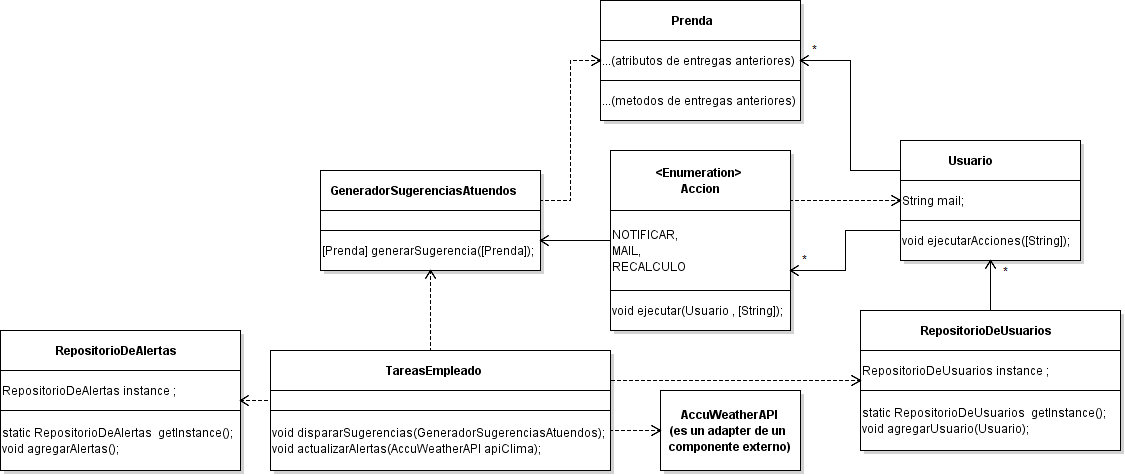 Prenda
...(atributos de entregas anteriores)
...(metodos de entregas anteriores)
*
<Enumeration>
Accion
NOTIFICAR,
MAIL,
RECALCULO
void ejecutar(Usuario , [String]);
Usuario
String mail;
void ejecutarAcciones([String]);
*
*
GeneradorSugerenciasAtuendos
[Prenda] generarSugerencia([Prenda]);
RepositorioDeAlertas
RepositorioDeAlertas instance ;
static RepositorioDeAlertas  getInstance();
void agregarAlertas();
TareasEmpleado
void dispararSugerencias(GeneradorSugerenciasAtuendos);
void actualizarAlertas(AccuWeatherAPI apiClima);
AccuWeatherAPI
(es un adapter de un
componente externo)
RepositorioDeUsuarios
RepositorioDeUsuarios instance ;
static RepositorioDeUsuarios  getInstance();
void agregarUsuario(Usuario);